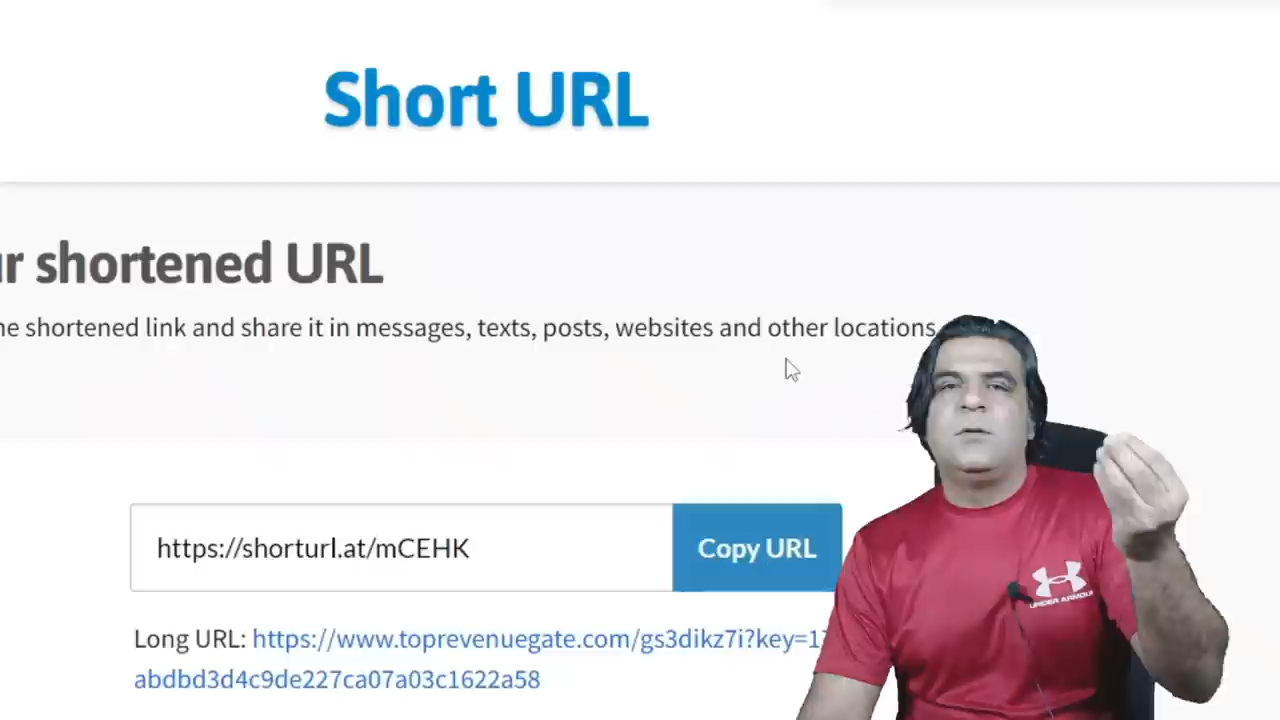 Short URL
r shortened URL
he shortened link and share it in messages, texts, posts, websites and other locations.
https://shorturl.at/mCEHK
Copy URL
Long URL: https://www.toprevenuegate.com/gs3dikz7i?key=1
abdbd3d4c9de227ca07a03c1622a58
UNDER ARMOUR